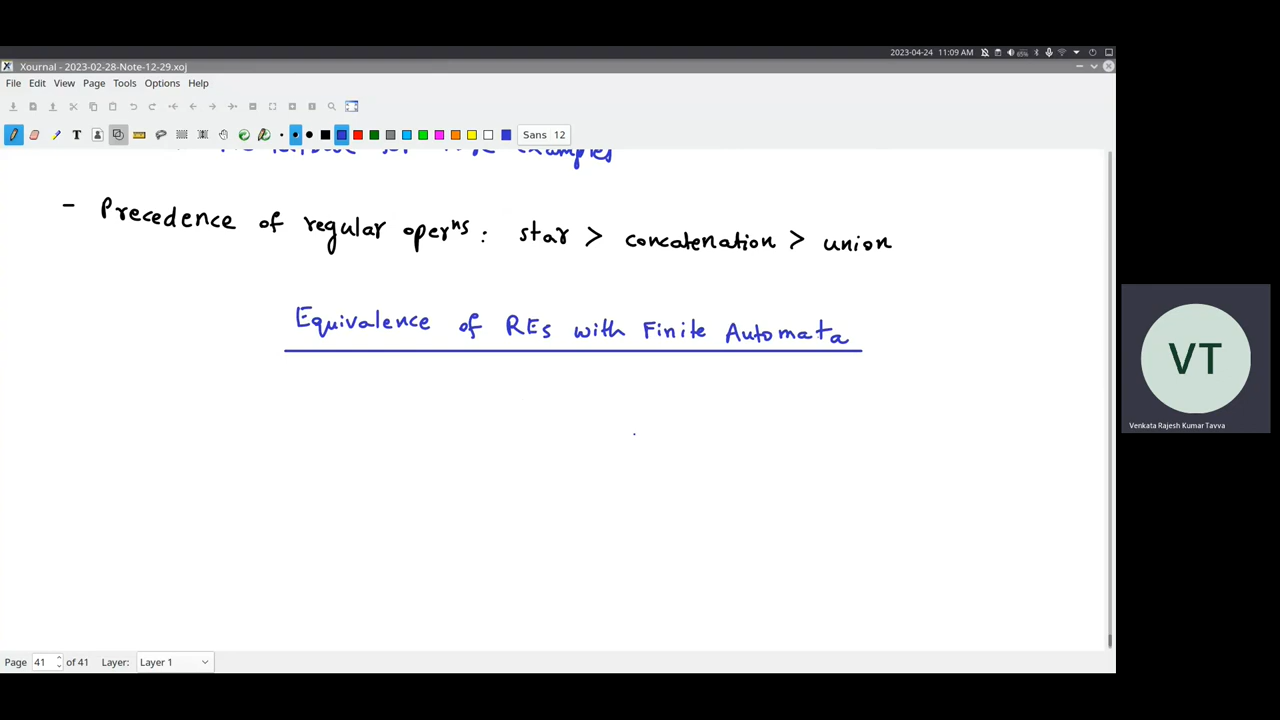 2023-04-24 11:09 AM
Xournal - 2023-02-28-Note-12-29.xoj
File Edit View Page Tools Options Help
Sans 12
examples
- Precedence of regular operⁿˢ : star > concatenation > union
Equivalence of REs with Finite Automata
VT
Venkata Rajesh Kumar Tavva
Page 41 of 41 Layer: Layer 1